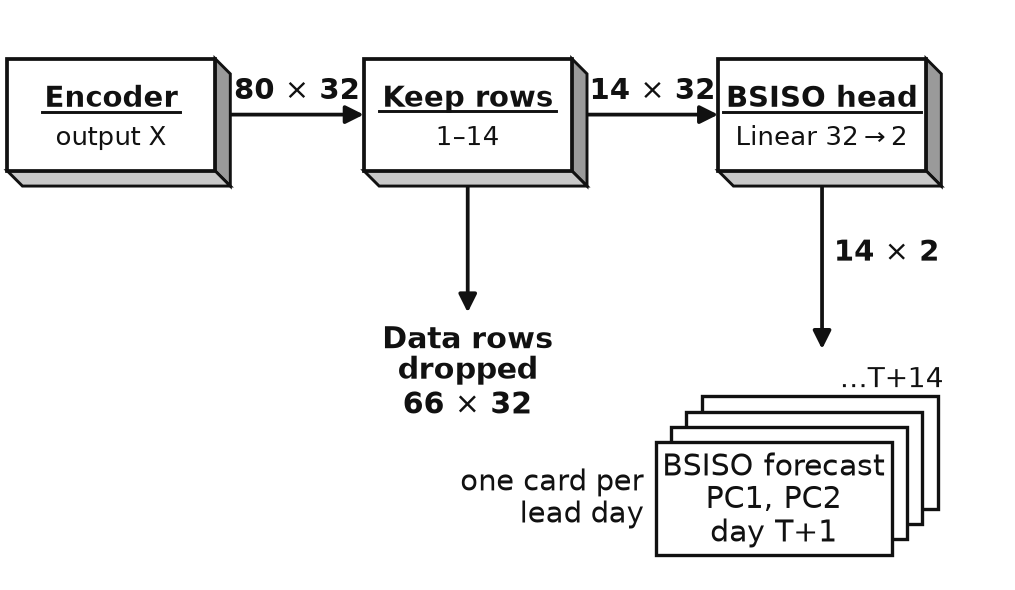 Encoder
output X
80 × 32
Keep rows
1–14
14 × 32
BSISO head
Linear 32→2
14 × 2
Data rows
dropped
66 × 32
...T+14
one card per
lead day
BSISO forecast
PC1, PC2
day T+1